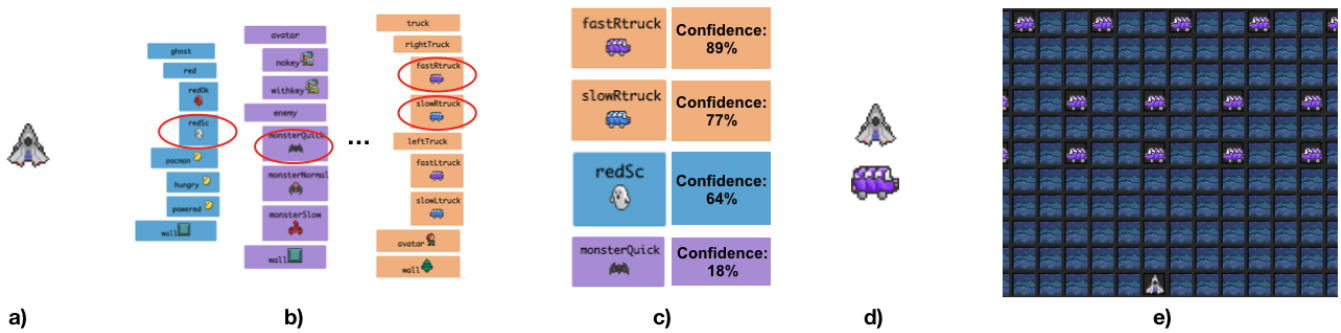 ghost
red
redOk
redSc
pacman
hungry
powered
wall
avatar
nokey
withkey
enemy
monsterQuick
monsterNormal
monsterSlow
wall
...
truck
rightTruck
fastRtruck
slowRtruck
leftTruck
fastLtruck
slowLtruck
avatar
wall
fastRtruck
Confidence:
89%
slowRtruck
Confidence:
77%
redSc
Confidence:
64%
monsterQuick
Confidence:
18%
a)
b)
c)
d)
e)